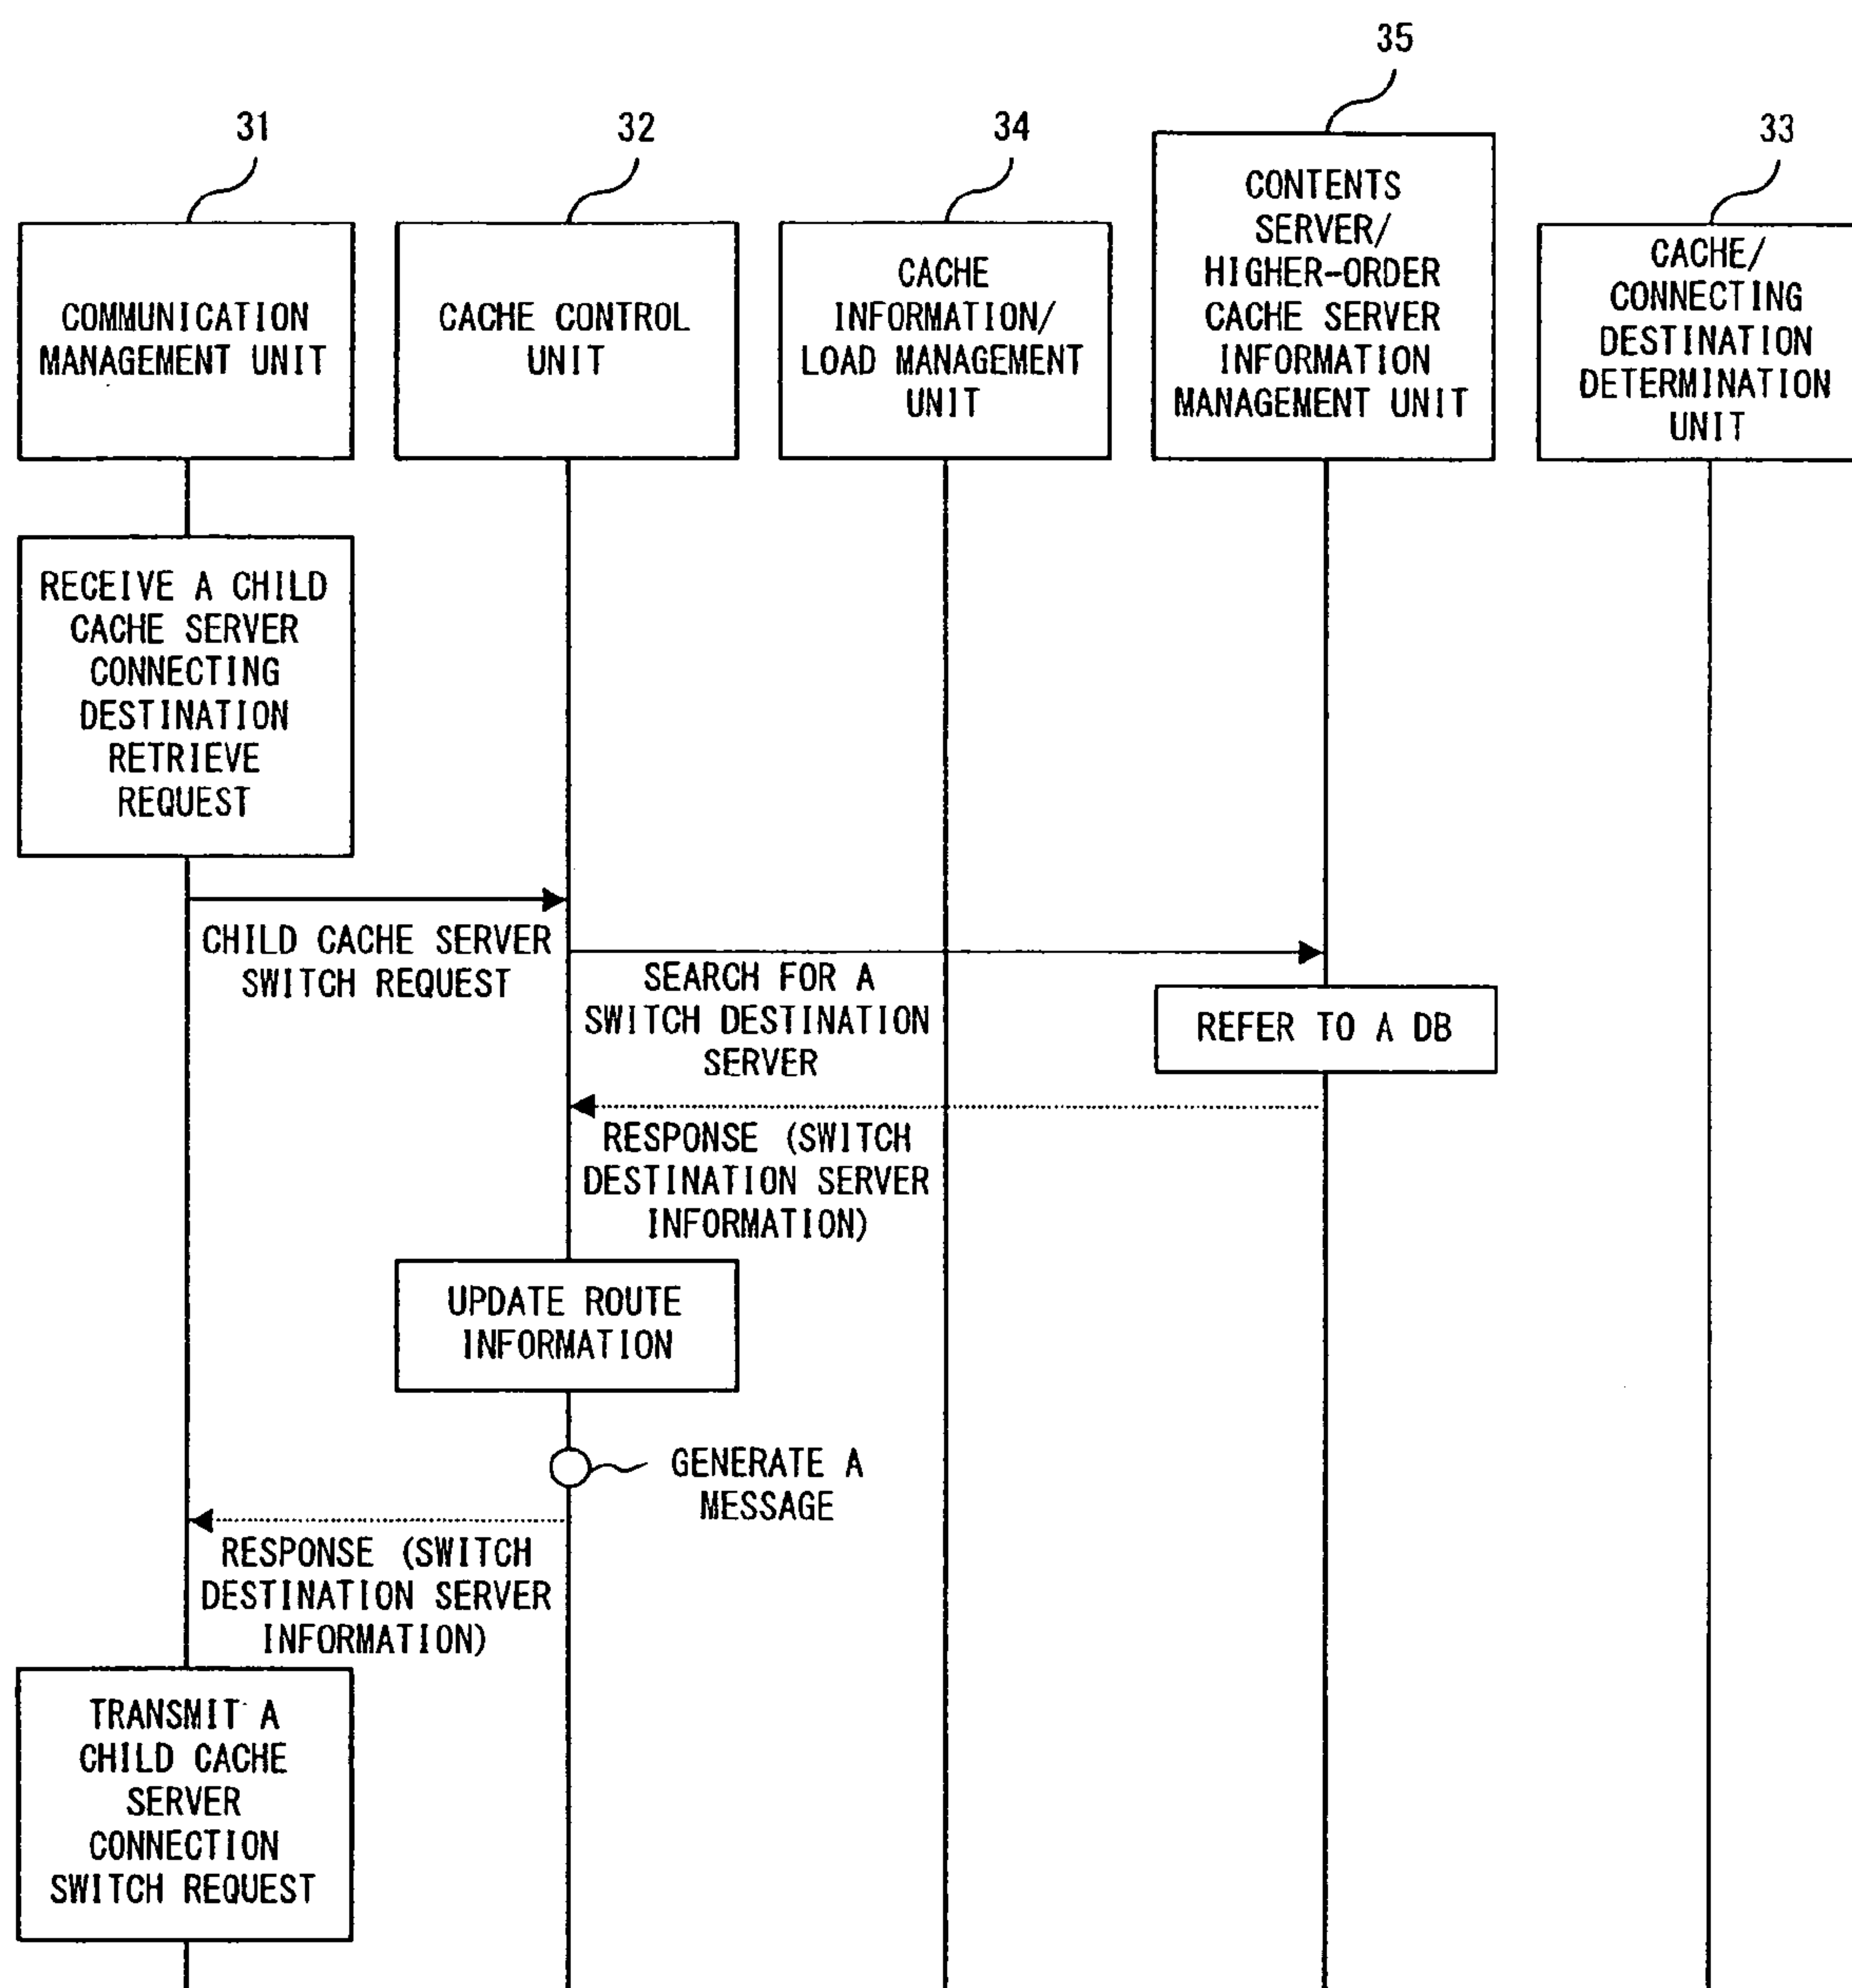 35
31
32
34
33
COMMUNICATION
MANAGEMENT UNIT
CACHE CONTROL
UNIT
CACHE
INFORMATION/
LOAD MANAGEMENT
UNIT
CONTENTS
SERVER/
HIGHER-ORDER
CACHE SERVER
INFORMATION
MANAGEMENT UNIT
CACHE/
CONNECTING
DESTINATION
DETERMINATION
UNIT
RECEIVE A CHILD
CACHE SERVER
CONNECTING
DESTINATION
RETRIEVE
REQUEST
CHILD CACHE SERVER
SWITCH REQUEST
SEARCH FOR A
SWITCH DESTINATION
SERVER
REFER TO A DB
RESPONSE (SWITCH
DESTINATION SERVER
INFORMATION)
UPDATE ROUTE
INFORMATION
GENERATE A
MESSAGE
RESPONSE (SWITCH
DESTINATION SERVER
INFORMATION)
TRANSMIT A
CHILD CACHE
SERVER
CONNECTION
SWITCH REQUEST